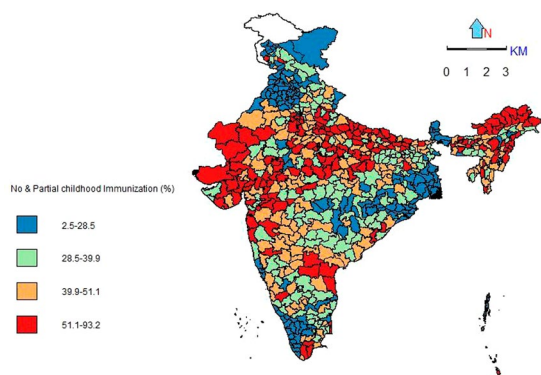 N
KM
0 1 2 3
No & Partial childhood Immunization (%)
2.5-28.5
28.5-39.9
39.9-51.1
51.1-93.2